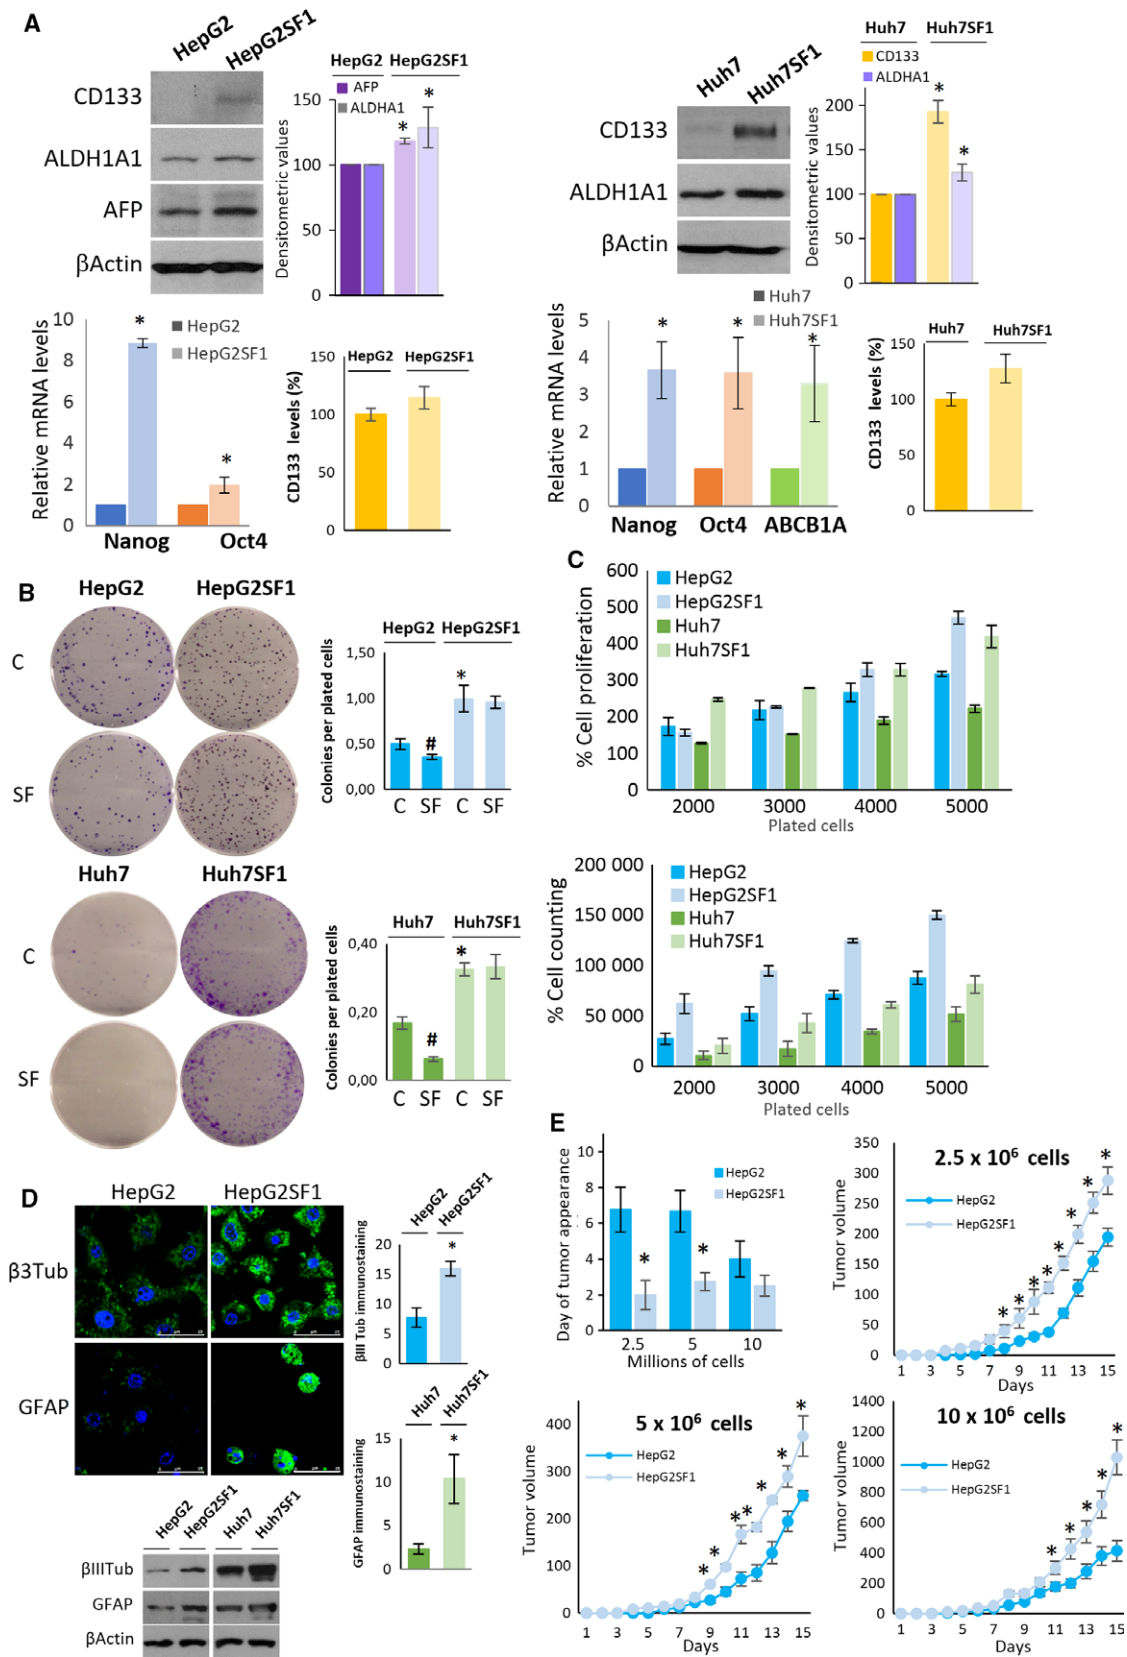 A
HepG2
HepG2SF1
CD133
ALDH1A1
AFP
βActin
HepG2 HepG2SF1
AFP
ALDHA1
Densitometric values
150
100
50
0
* *
Huh7
Huh7SF1
CD133
ALDH1A1
βActin
Huh7 Huh7SF1
CD133
ALDHA1
Densitometric values
200
150
100
50
0
* *
Relative mRNA levels
10
8
6
4
2
0
HepG2
HepG2SF1
* *
Nanog Oct4
CD133 levels (%)
150
100
50
0
HepG2 HepG2SF1
Relative mRNA levels
5
4
3
2
1
0
Huh7
Huh7SF1
* * *
Nanog Oct4 ABCB1A
CD133 levels (%)
150
100
50
0
Huh7 Huh7SF1
B
HepG2 HepG2SF1
C
SF
Huh7 Huh7SF1
C
SF
HepG2 HepG2SF1
Colonies per plated cells
1,50
1,00
0,50
0,00
# *
C SF C SF
Huh7 Huh7SF1
Colonies per plated cells
0,40
0,20
0,00
# *
C SF C SF
C
% Cell proliferation
600
500
400
300
200
100
0
HepG2
HepG2SF1
Huh7
Huh7SF1
2000 3000 4000 5000
Plated cells
% Cell counting
200 000
150 000
100 000
50 000
0
HepG2
HepG2SF1
Huh7
Huh7SF1
2000 3000 4000 5000
Plated cells
D
HepG2 HepG2SF1
β3Tub
GFAP
HepG2
HepG2SF1
βIII Tub immunostaining
20
15
10
5
0
*
Huh7
Huh7SF1
GFAP immunostaining
15
10
5
0
*
HepG2 HepG2SF1 Huh7 Huh7SF1
βIIITub
GFAP
βActin
E
Day of tumor appearance
8
6
4
2
0
HepG2
HepG2SF1
* *
2.5 5 10
Millions of cells
2.5 x 10⁶ cells
Tumor volume
350
300
250
200
150
100
50
0
HepG2
HepG2SF1
* * * * * * * *
1 3 5 7 9 11 13 15
Days
5 x 10⁶ cells
Tumor volume
400
300
200
100
0
HepG2
HepG2SF1
* * * * * * * *
1 3 5 7 9 11 13 15
Days
10 x 10⁶ cells
Tumor volume
1400
1200
1000
800
600
400
200
0
HepG2
HepG2SF1
* * * * *
1 3 5 7 9 11 13 15
Days